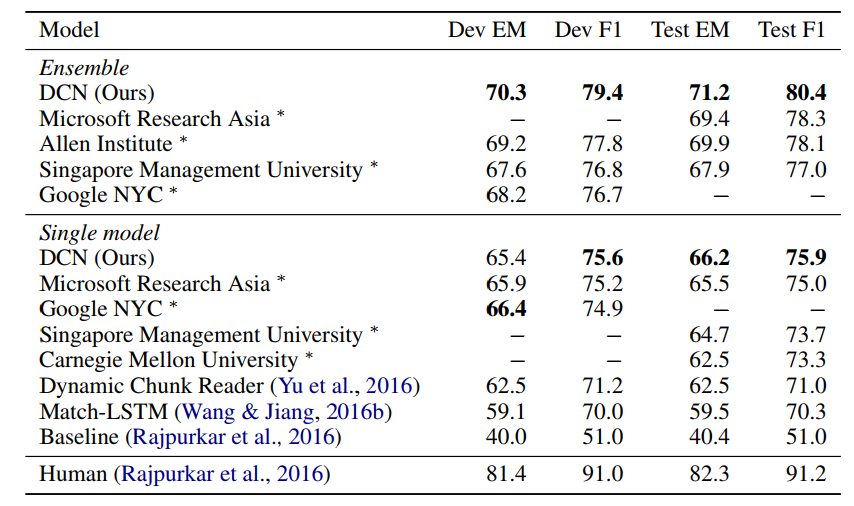 Model Dev EM Dev F1 Test EM Test F1
Ensemble
DCN (Ours) 70.3 79.4 71.2 80.4
Microsoft Research Asia * − − 69.4 78.3
Allen Institute * 69.2 77.8 69.9 78.1
Singapore Management University * 67.6 76.8 67.9 77.0
Google NYC * 68.2 76.7 − −
Single model
DCN (Ours) 65.4 75.6 66.2 75.9
Microsoft Research Asia * 65.9 75.2 65.5 75.0
Google NYC * 66.4 74.9 − −
Singapore Management University * − − 64.7 73.7
Carnegie Mellon University * − − 62.5 73.3
Dynamic Chunk Reader (Yu et al., 2016) 62.5 71.2 62.5 71.0
Match-LSTM (Wang & Jiang, 2016b) 59.1 70.0 59.5 70.3
Baseline (Rajpurkar et al., 2016) 40.0 51.0 40.4 51.0
Human (Rajpurkar et al., 2016) 81.4 91.0 82.3 91.2